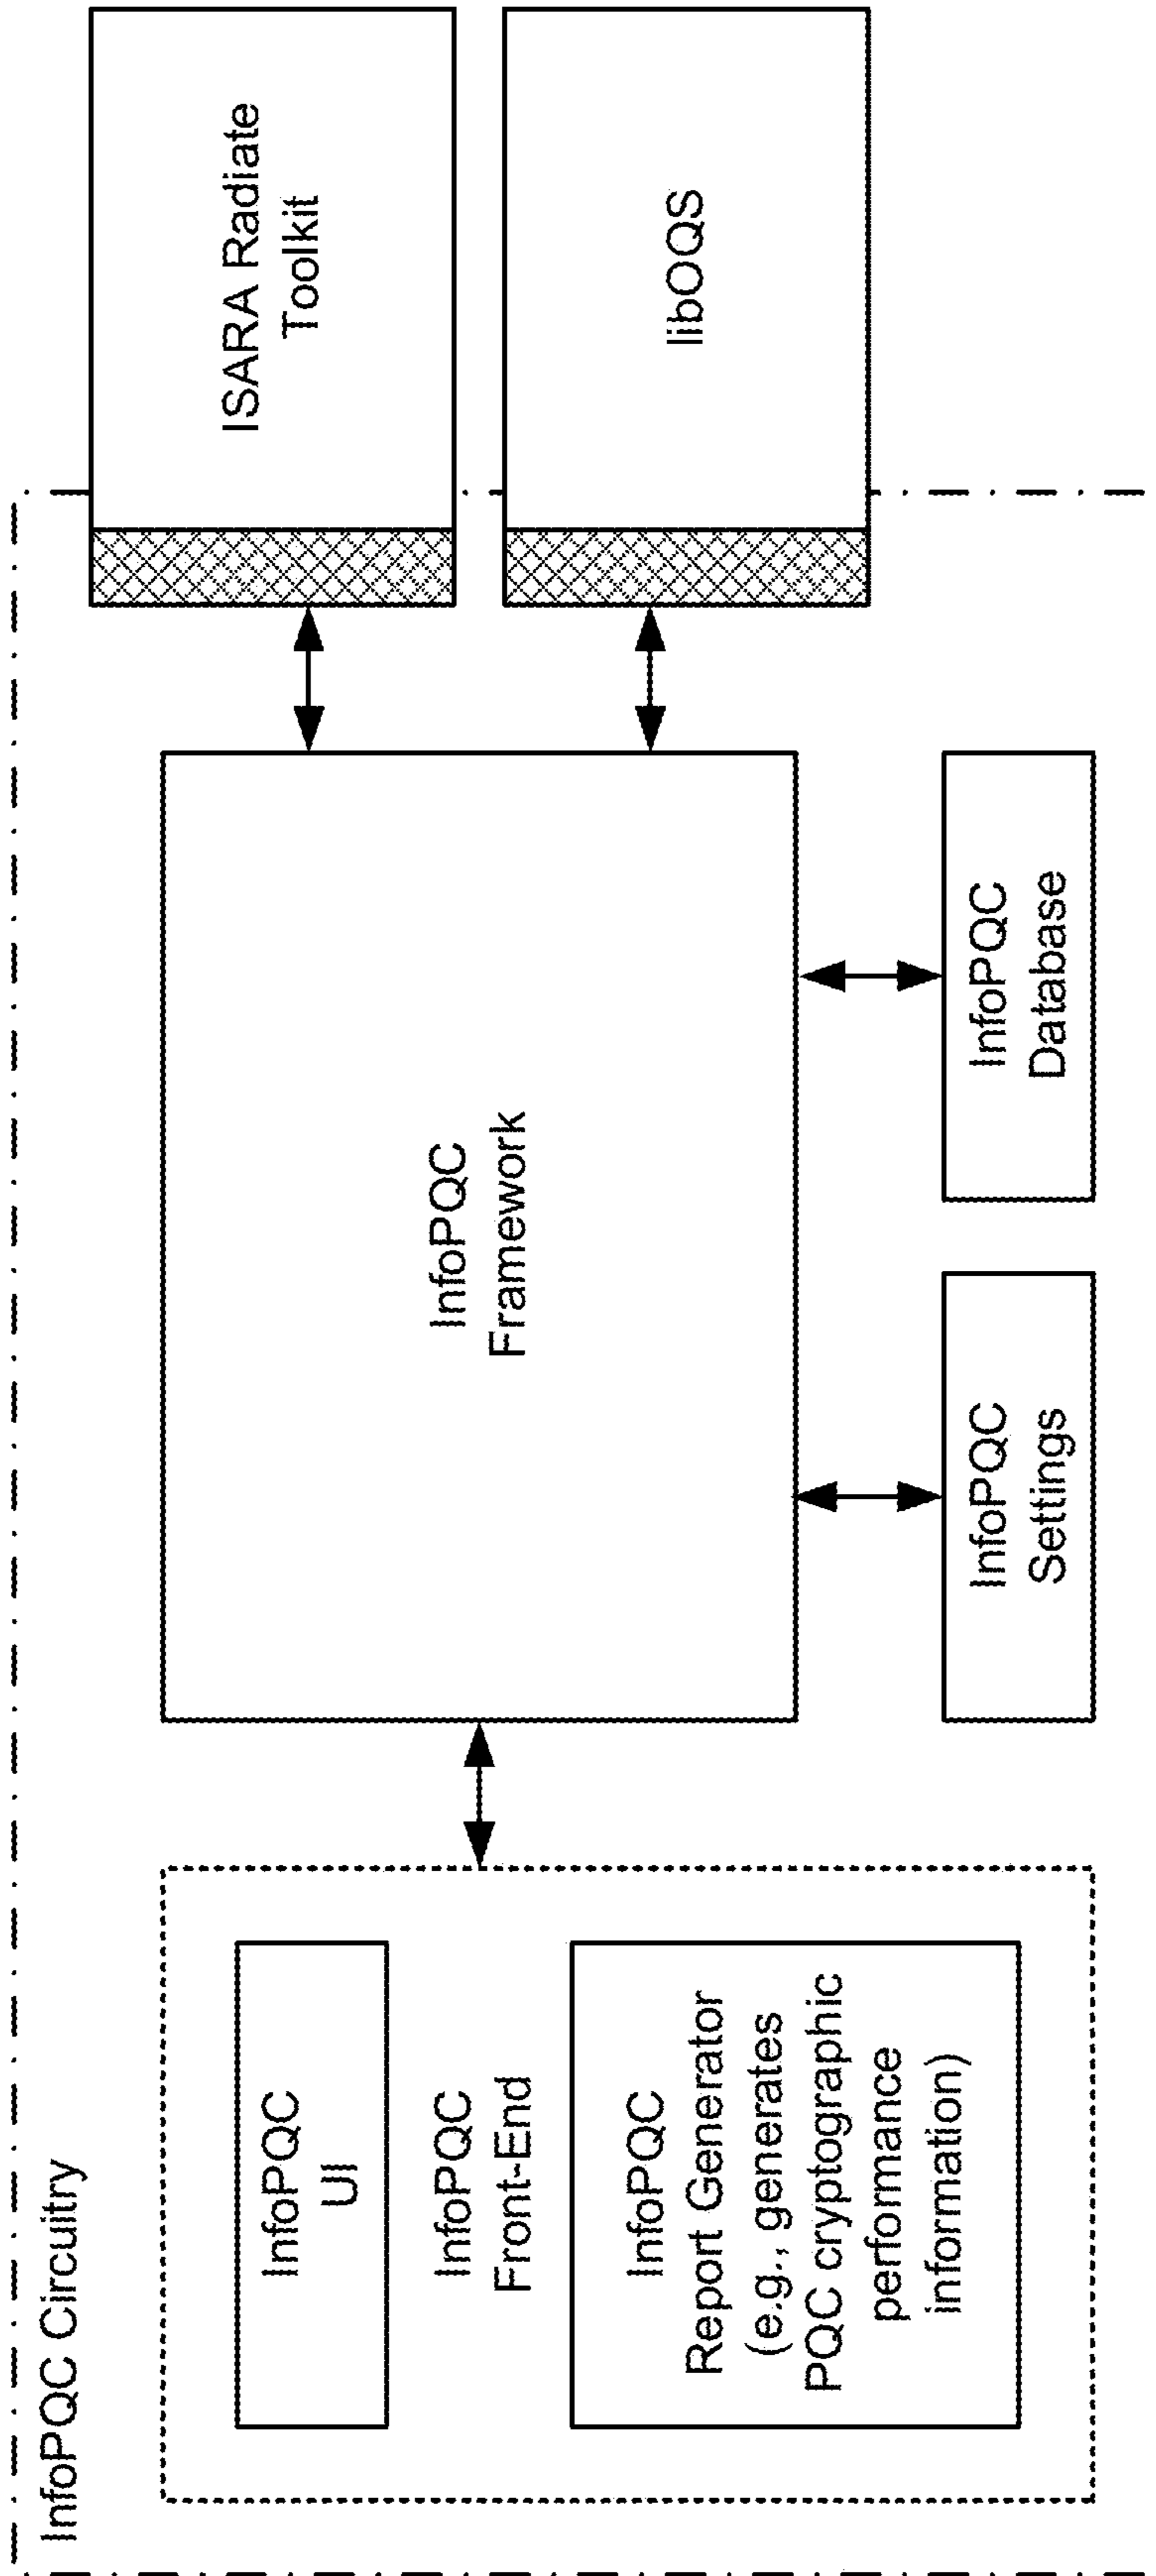 InfoPQC Circuitry
InfoPQC
UI
InfoPQC
Front-End
InfoPQC
Report Generator
(e.g., generates
PQC cryptographic
performance
information)
InfoPQC
Framework
InfoPQC
Settings
InfoPQC
Database
ISARA Radiate
Toolkit
libOQS